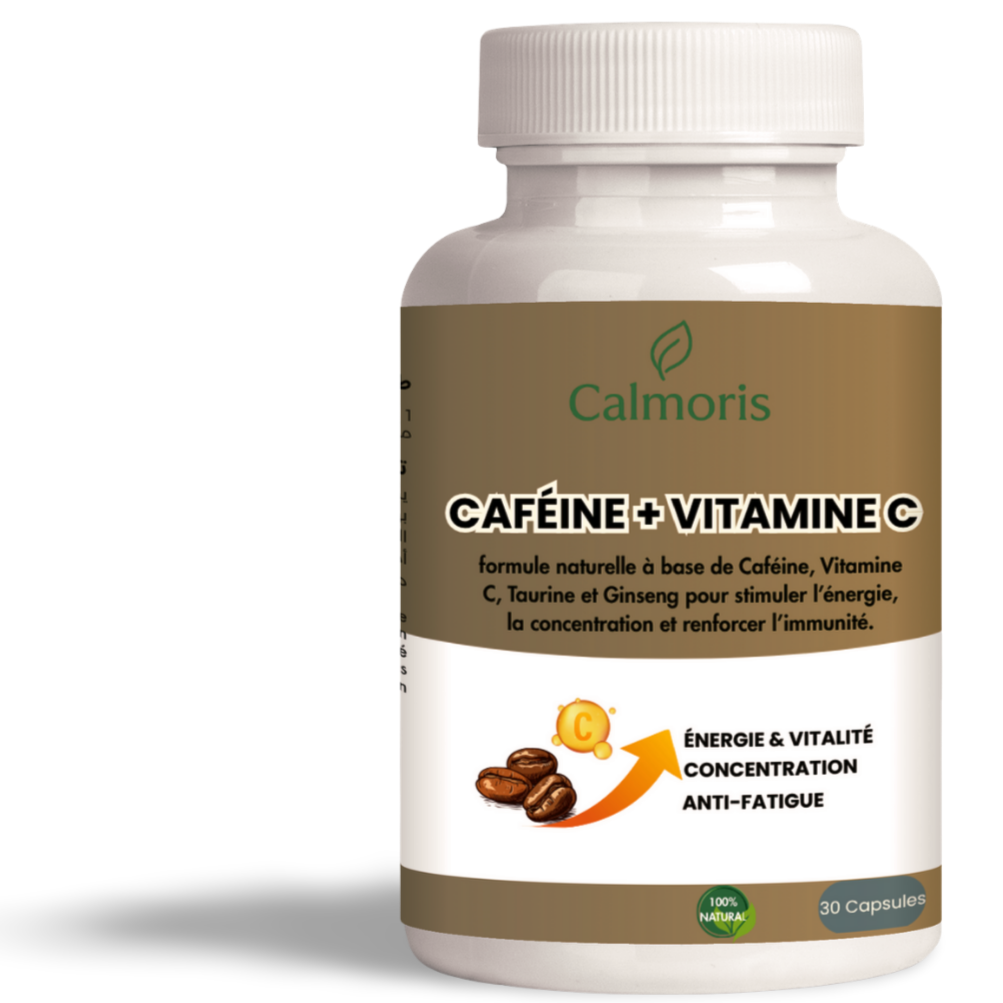 Calmoris
CAFÉINE + VITAMINE C
formule naturelle à base de Caféine, Vitamine
C, Taurine et Ginseng pour stimuler l'énergie,
la concentration et renforcer l'immunité.
C
ÉNERGIE & VITALITÉ
CONCENTRATION
ANTI-FATIGUE
100%
NATURAL
30 Capsules